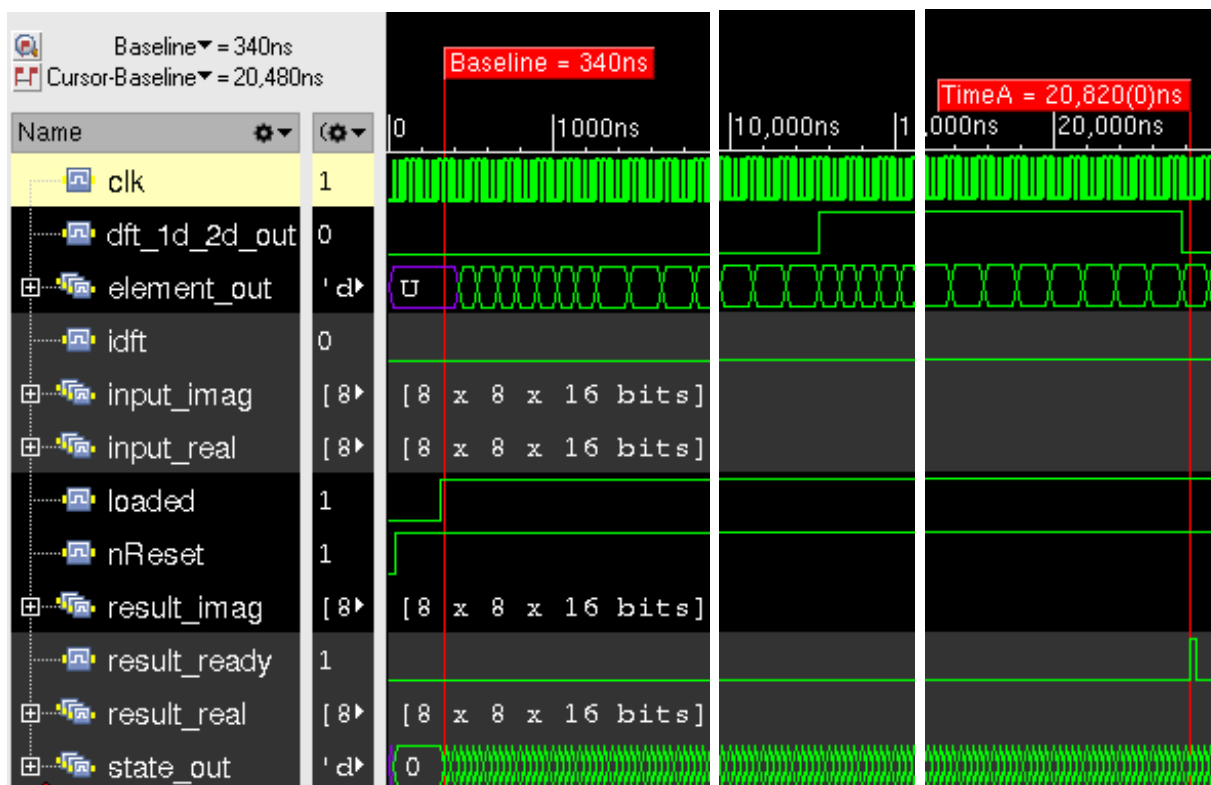 Baseline▾ = 340ns
Cursor-Baseline▾ = 20,480ns
Baseline = 340ns
TimeA = 20,820(0)ns
Name
0 1000ns 10,000ns 1 ,000ns 20,000ns
clk 1
dft_1d_2d_out 0
element_out 'd U
idft 0
input_imag [8 [8 x 8 x 16 bits]
input_real [8 [8 x 8 x 16 bits]
loaded 1
nReset 1
result_imag [8 [8 x 8 x 16 bits]
result_ready 1
result_real [8 [8 x 8 x 16 bits]
state_out 'd 0